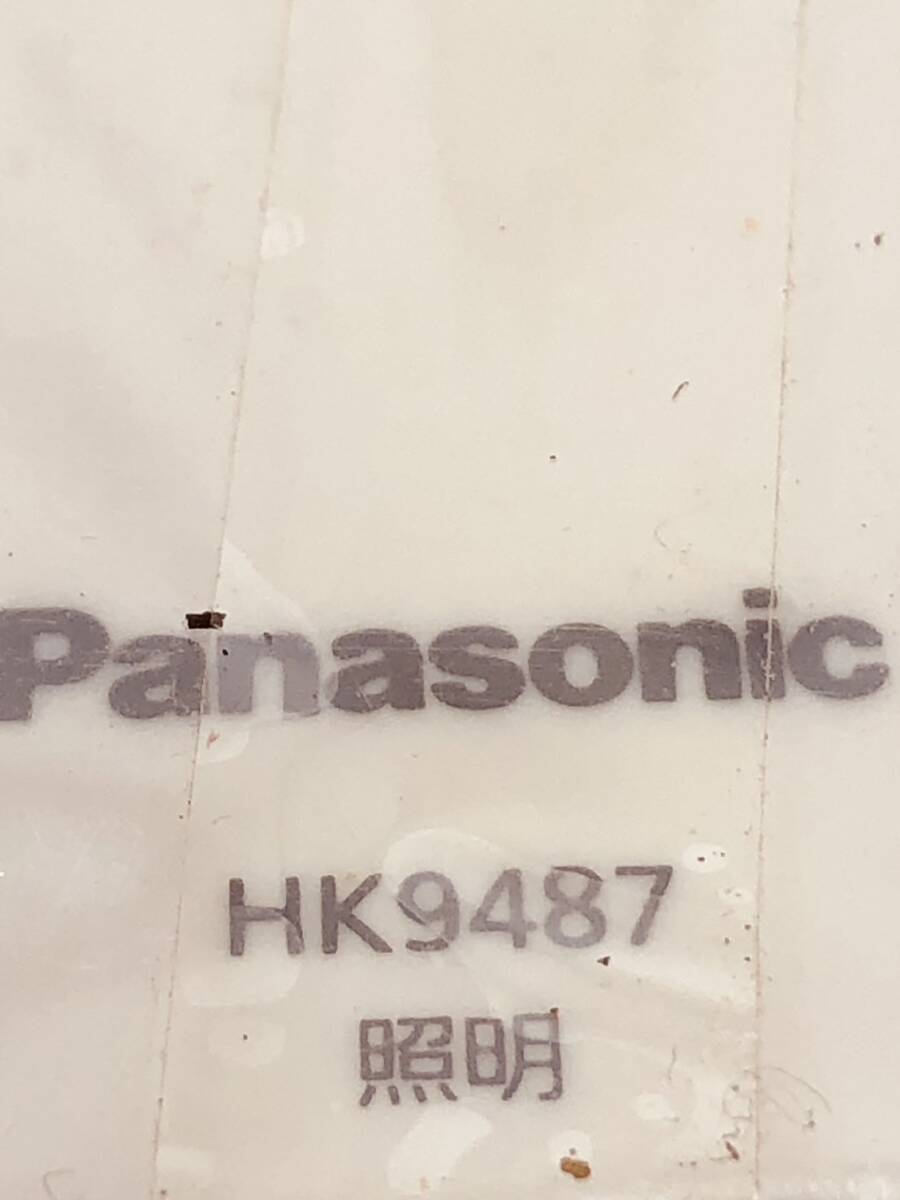 Panasonic
HK9487
照明